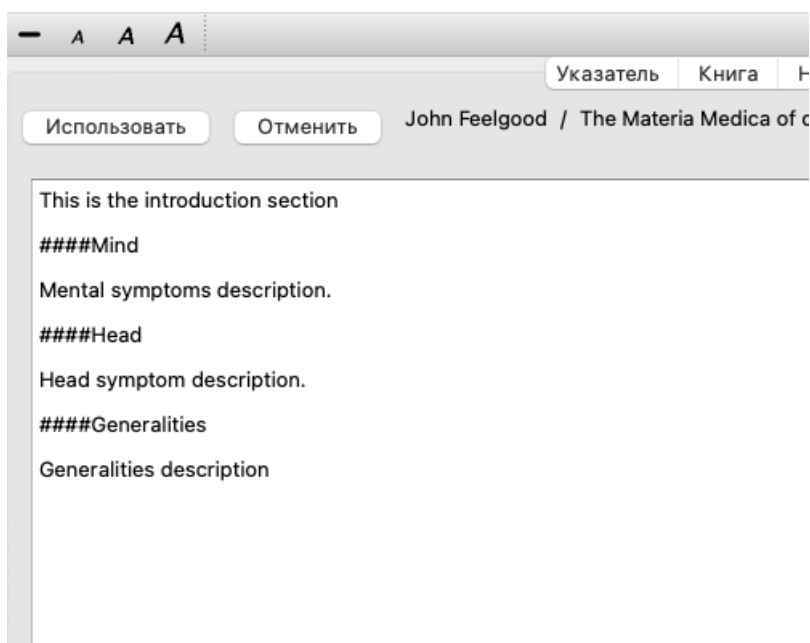 A A A
Указатель Книга Н
Использовать Отменить John Feelgood / The Materia Medica of
This is the introduction section
####Mind
Mental symptoms description.
####Head
Head symptom description.
####Generalities
Generalities description